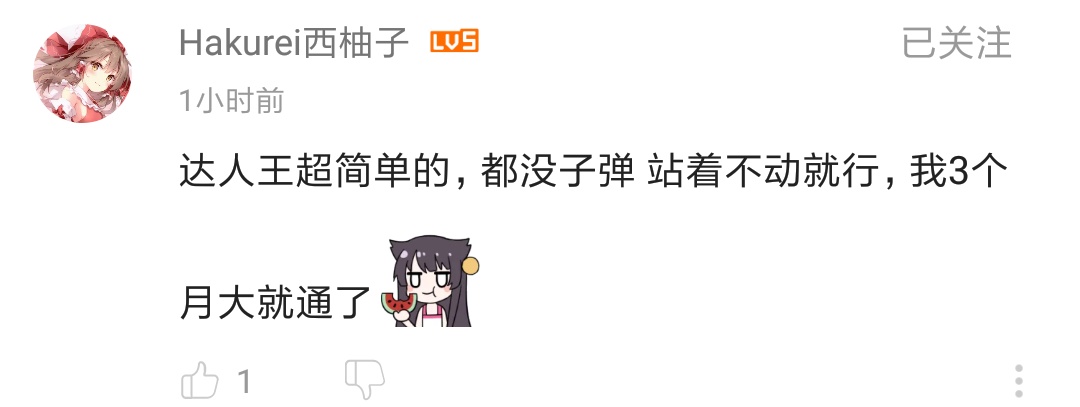 Hakurei西柚子 LV5
已关注
1小时前
达人王超简单的，都没子弹 站着不动就行，我3个
月大就通了
1